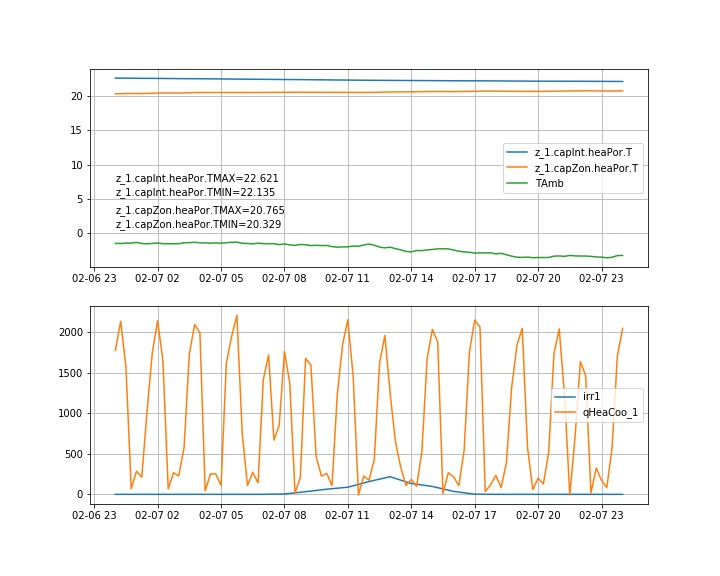 20
15
10
5
0
z_1.capInt.heaPor.T
z_1.capZon.heaPor.T
TAmb
z_1.capInt.heaPor.TMAX=22.621
z_1.capInt.heaPor.TMIN=22.135
z_1.capZon.heaPor.TMAX=20.765
z_1.capZon.heaPor.TMIN=20.329
02-06 23 02-07 02 02-07 05 02-07 08 02-07 11 02-07 14 02-07 17 02-07 20 02-07 23
2000
1500
1000
500
0
irr1
qHeaCoo_1
02-06 23 02-07 02 02-07 05 02-07 08 02-07 11 02-07 14 02-07 17 02-07 20 02-07 23